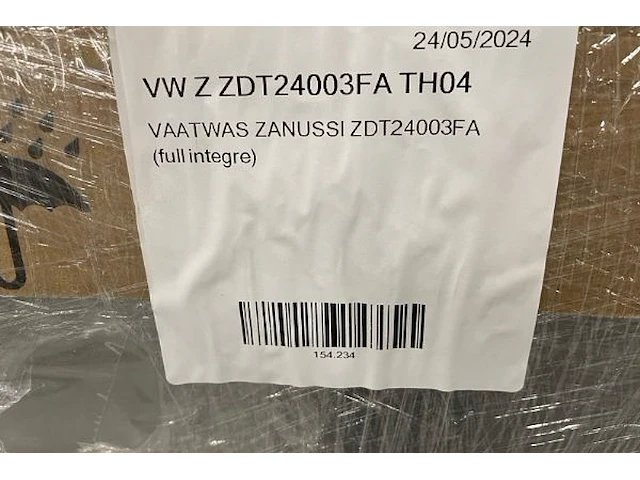 24/05/2024
VW Z ZDT24003FA TH04
VAATWAS ZANUSSI ZDT24003FA
(full integre)
154.234